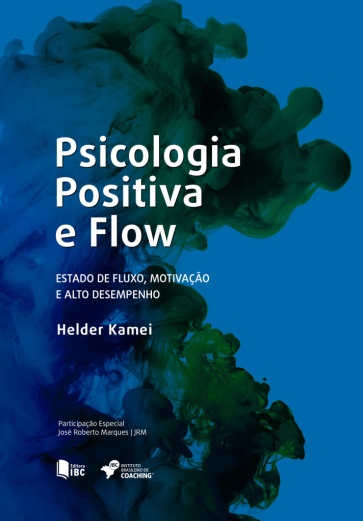 Psicologia
Positiva
e Flow
ESTADO DE FLUXO, MOTIVAÇÃO
E ALTO DESEMPENHO
Helder Kamei
Participação Especial
José Roberto Marques | JRM
Editora
IBC
IBC
INSTITUTO
BRASILEIRO DE
COACHING